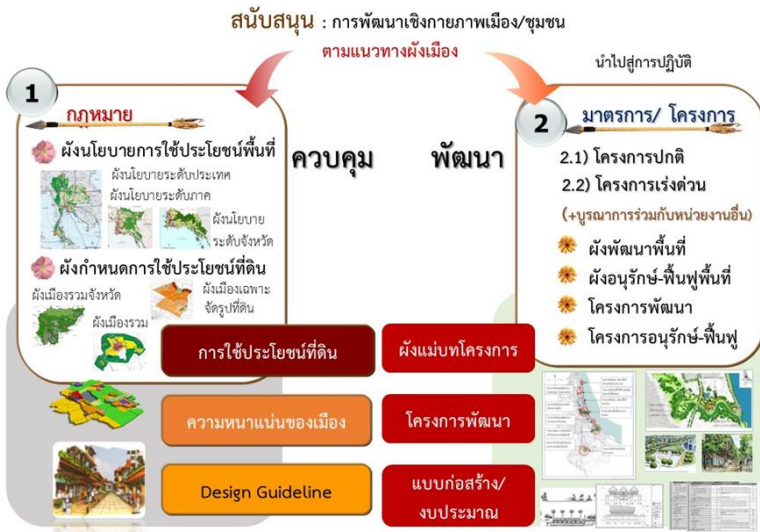 สนับสนุน : การพัฒนาเชิงกายภาพเมือง/ชุมชน
ตามแนวทางผังเมือง
นำไปสู่การปฏิบัติ
1
กฎหมาย
ผังนโยบายการใช้ประโยชน์พื้นที่
ผังนโยบายระดับประเทศ
ผังนโยบายระดับภาค
ผังนโยบาย
ระดับจังหวัด
ผังกำหนดการใช้ประโยชน์ที่ดิน
ผังเมืองรวมจังหวัด
ผังเมืองเฉพาะ
จัดรูปที่ดิน
ผังเมืองรวม
ควบคุม
พัฒนา
2
มาตรการ/ โครงการ
2.1) โครงการปกติ
2.2) โครงการเร่งด่วน
(+บูรณาการร่วมกับหน่วยงานอื่น)
ผังพัฒนาพื้นที่
ผังอนุรักษ์-ฟื้นฟูพื้นที่
โครงการพัฒนา
โครงการอนุรักษ์-ฟื้นฟู
การใช้ประโยชน์ที่ดิน
ผังแม่บทโครงการ
ความหนาแน่นของเมือง
โครงการพัฒนา
Design Guideline
แบบก่อสร้าง/
งบประมาณ